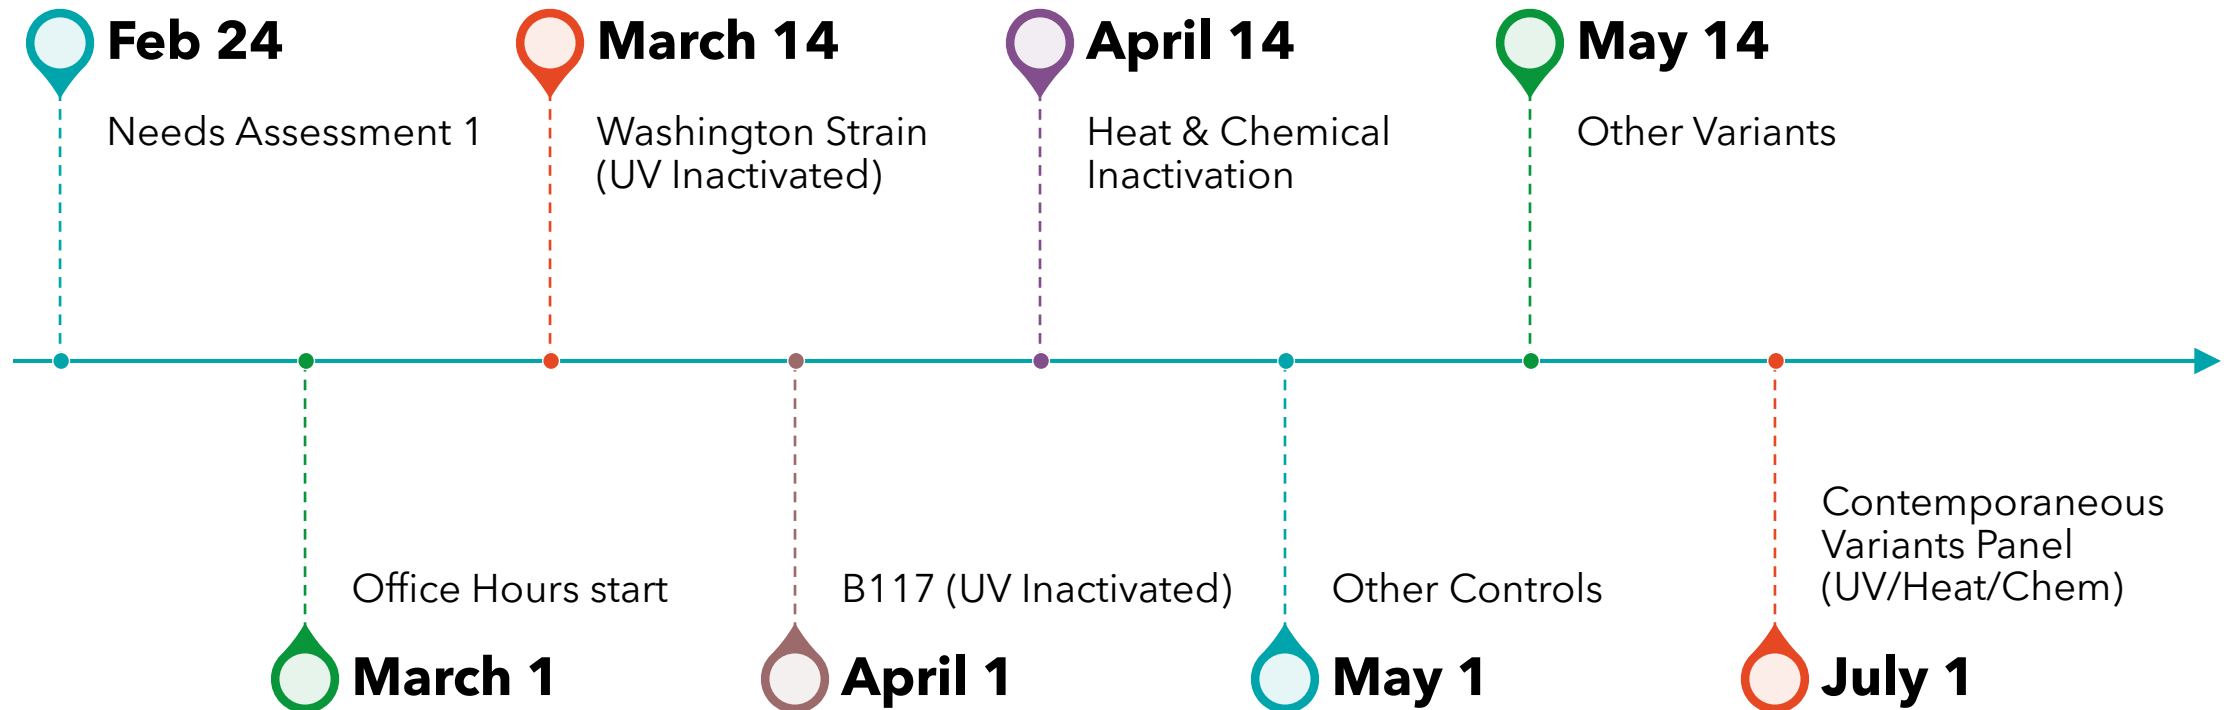 Feb 24
Needs Assessment 1
March 14
Washington Strain
(UV Inactivated)
April 14
Heat & Chemical
Inactivation
May 14
Other Variants
Office Hours start
March 1
B117 (UV Inactivated)
April 1
Other Controls
May 1
Contemporaneous
Variants Panel
(UV/Heat/Chem)
July 1